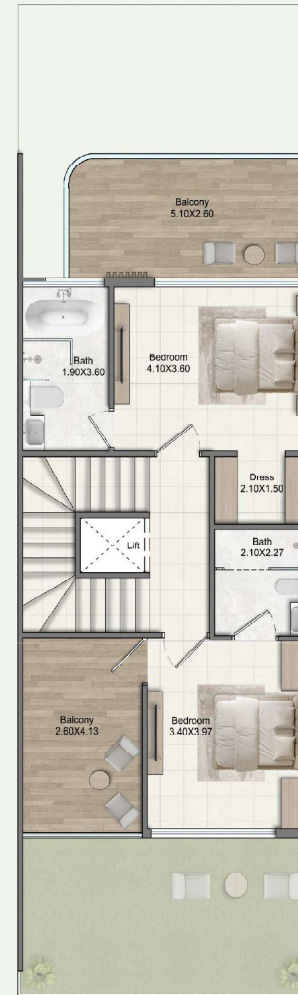 Balcony
5.10X2.60
Bath
1.90X3.60
Bedroom
4.10X3.60
Dress
2.10X1.50
Lift
Bath
2.10X2.27
Balcony
2.60X4.13
Bedroom
3.40X3.97